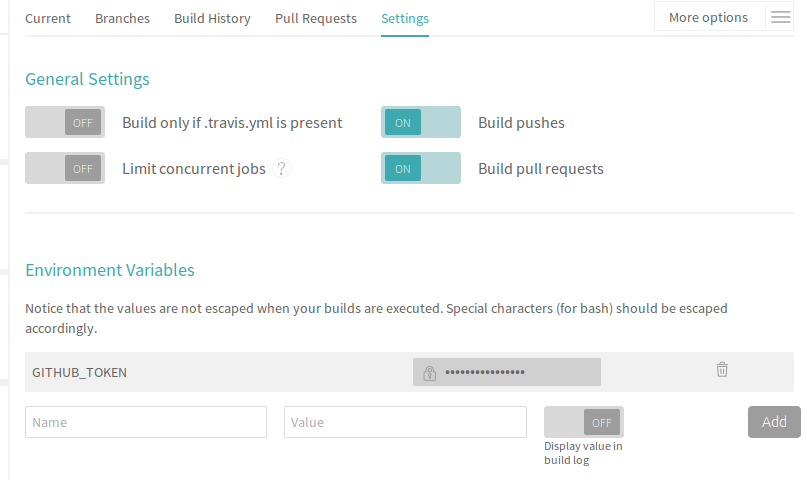 Current Branches Build History Pull Requests Settings More options
General Settings
OFF Build only if .travis.yml is present ON Build pushes
OFF Limit concurrent jobs ? ON Build pull requests
Environment Variables
Notice that the values are not escaped when your builds are executed. Special characters (for bash) should be escaped
accordingly.
GITHUB_TOKEN ••••••••••••••••
Name Value OFF Add
Display value in
build log